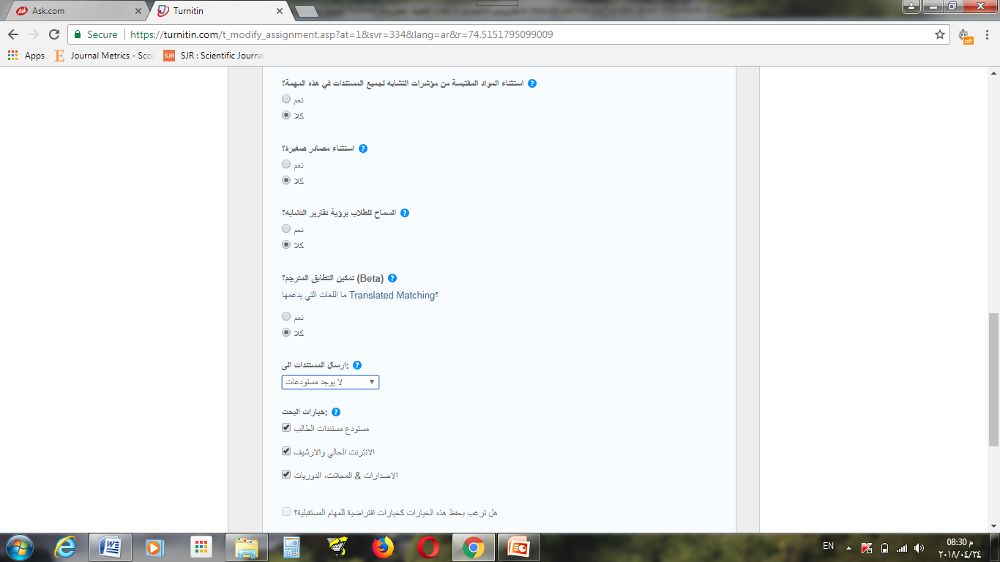 Ask.com
Turnitin
Secure
https://turnitin.com/t_modify_assignment.asp?at=1&svr=334&lang=ar&r=74.5151795099009
off
Apps
Journal Metrics - Sco
SJR
SJR : Scientific Journa
استثناء المواد المقتبسة من مؤشرات التشابه لجميع المستندات في هذه المهمة؟ ?
نعم
كلا
استثناء مصادر صغيرة؟ ?
نعم
كلا
السماح للطلاب برؤية تقارير التشابه؟ ?
نعم
كلا
تمكين التطابق المترجم؟ (Beta) ?
ما اللغات التي يدعمها Translated Matching؟
نعم
كلا
ارسال المستندات الى: ?
لا يوجد مستودعات
خيارات البحث: ?
مستودع مستندات الطالب
الانترنت الحالي والارشيف
الاصدارات & المجلات، الدوريات
هل ترغب بحفظ هذه الخيارات كخيارات افتراضية للمهام المستقبلية؟
EN
08:30 م
٢٠١٨/٠٤/٢٤